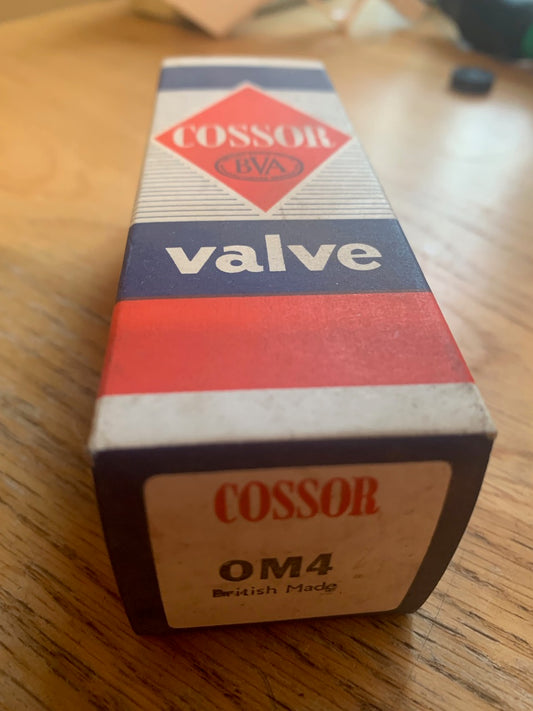 COSSOR
BVA
valve
COSSOR
OM4
British Made